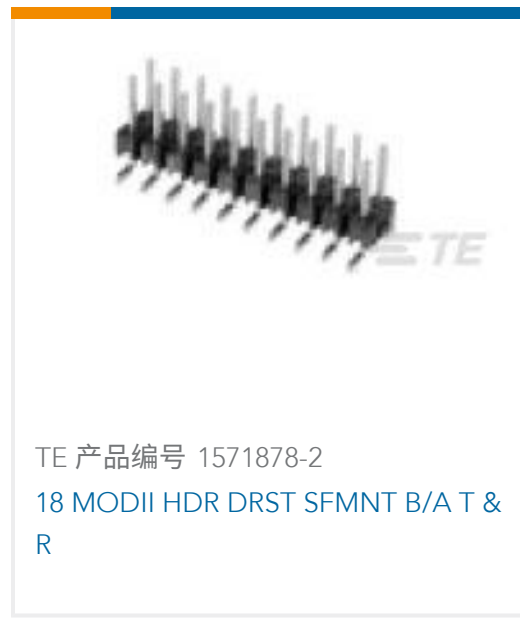 TE
TE 产品编号 1571878-2
18 MODII HDR DRST SFMNT B/A T &
R